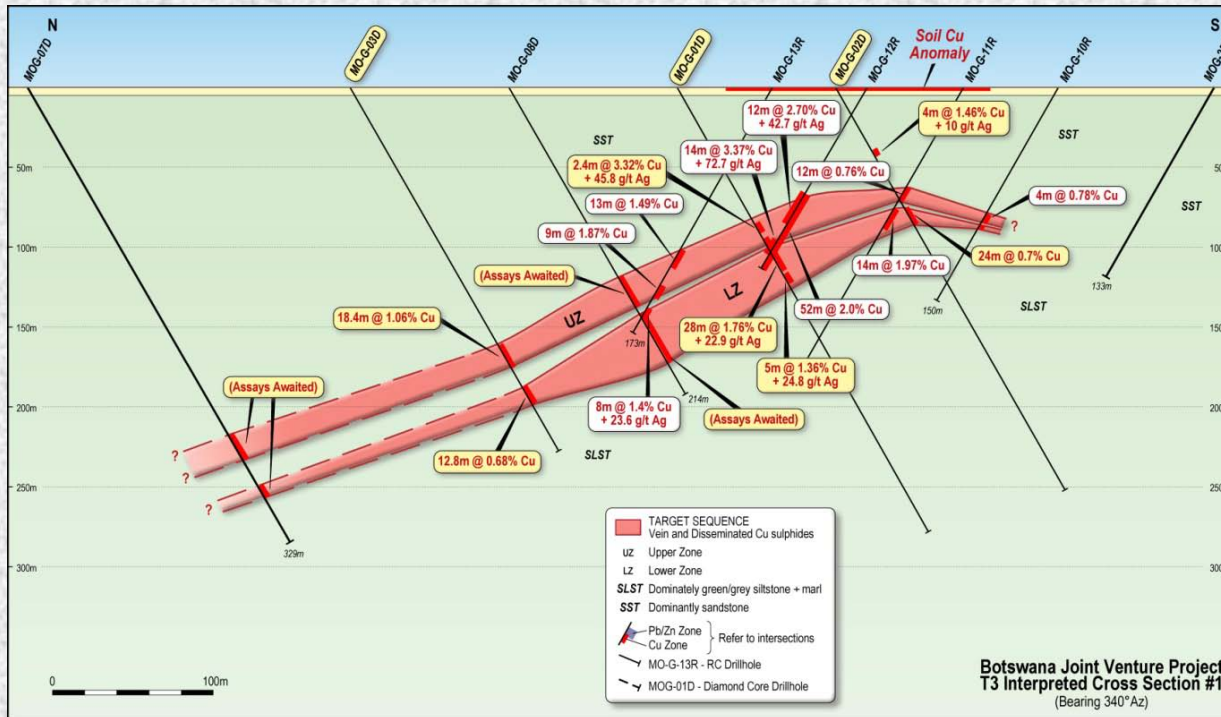 N
MOG-07D
MO-G-03D
MO-G-08D
MO-G-01D
MO-G-13R
MO-G-02D
MO-G-12R
Soil Cu
Anomaly
MO-G-11R
MO-G-10R
S
SST
12m @ 2.70% Cu
+ 42.7 g/t Ag
4m @ 1.46% Cu
+ 10 g/t Ag
SST
14m @ 3.37% Cu
+ 72.7 g/t Ag
2.4m @ 3.32% Cu
+ 45.8 g/t Ag
12m @ 0.76% Cu
50m
13m @ 1.49% Cu
4m @ 0.78% Cu
SST
9m @ 1.87% Cu
?
100m
(Assays Awaited)
14m @ 1.97% Cu
24m @ 0.7% Cu
133m
LZ
UZ
SLST
52m @ 2.0% Cu
150m
18.4m @ 1.06% Cu
28m @ 1.76% Cu
+ 22.9 g/t Ag
150m
173m
5m @ 1.36% Cu
+ 24.8 g/t Ag
(Assays Awaited)
214m
200m
8m @ 1.4% Cu
+ 23.6 g/t Ag
(Assays Awaited)
?
12.8m @ 0.68% Cu
SLST
?
250m
?
329m
300m
TARGET SEQUENCE
Vein and Disseminated Cu sulphides
UZ Upper Zone
LZ Lower Zone
SLST Dominately green/grey siltstone + marl
SST Dominantly sandstone
Pb/Zn Zone
Cu Zone
Refer to intersections
MO-G-13R - RC Drillhole
MOG-01D - Diamond Core Drillhole
0 100m
Botswana Joint Venture Project
T3 Interpreted Cross Section #1
(Bearing 340°Az)